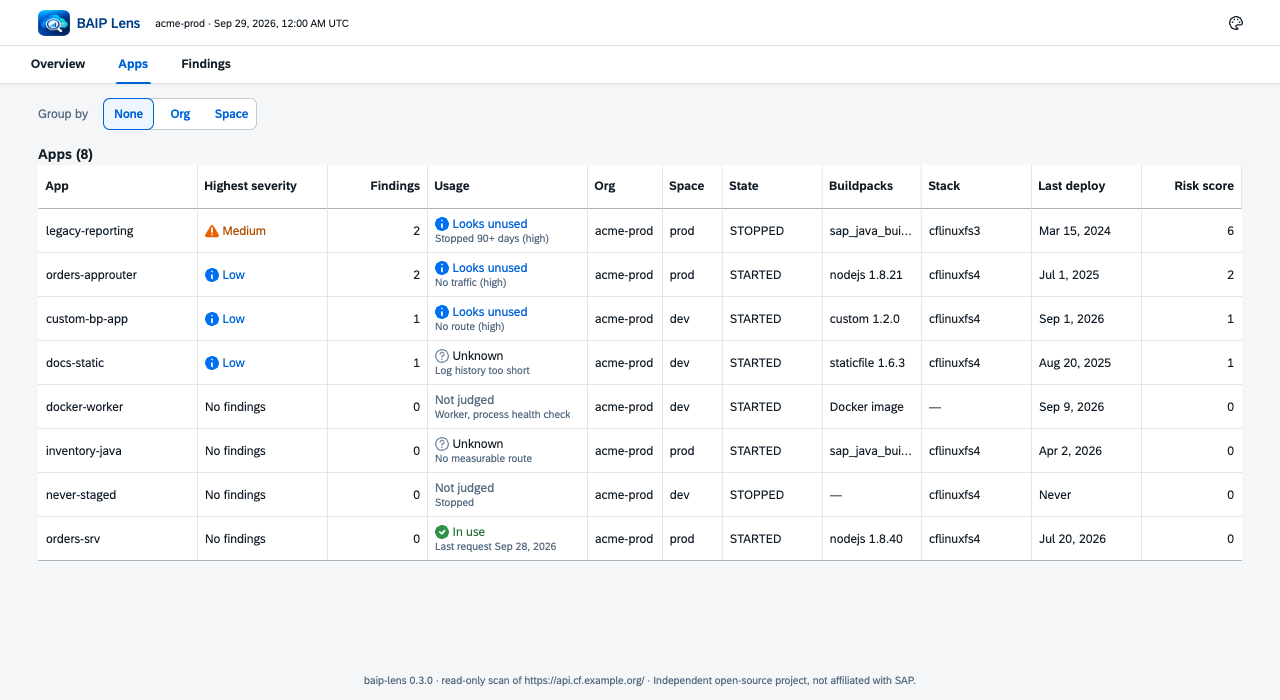 BAIP Lens acme-prod · Sep 29, 2026, 12:00 AM UTC
Overview Apps Findings
Group by None Org Space
Apps (8)
App Highest severity Findings Usage Org Space State Buildpacks Stack Last deploy Risk score
legacy-reporting Medium 2 Looks unused acme-prod prod STOPPED sap_java_bui... cflinuxfs3 Mar 15, 2024 6
Stopped 90+ days (high)
orders-approuter Low 2 Looks unused acme-prod prod STARTED nodejs 1.8.21 cflinuxfs4 Jul 1, 2025 2
No traffic (high)
custom-bp-app Low 1 Looks unused acme-prod dev STARTED custom 1.2.0 cflinuxfs4 Sep 1, 2026 1
No route (high)
docs-static Low 1 Unknown acme-prod dev STARTED staticfile 1.6.3 cflinuxfs4 Aug 20, 2025 1
Log history too short
docker-worker No findings 0 Not judged acme-prod dev STARTED Docker image — Sep 9, 2026 0
Worker, process health check
inventory-java No findings 0 Unknown acme-prod prod STARTED sap_java_bui... cflinuxfs4 Apr 2, 2026 0
No measurable route
never-staged No findings 0 Not judged acme-prod dev STOPPED — cflinuxfs4 Never 0
Stopped
orders-srv No findings 0 In use acme-prod prod STARTED nodejs 1.8.40 cflinuxfs4 Jul 20, 2026 0
Last request Sep 28, 2026
baip-lens 0.3.0 · read-only scan of https://api.cf.example.org/ · Independent open-source project, not affiliated with SAP.